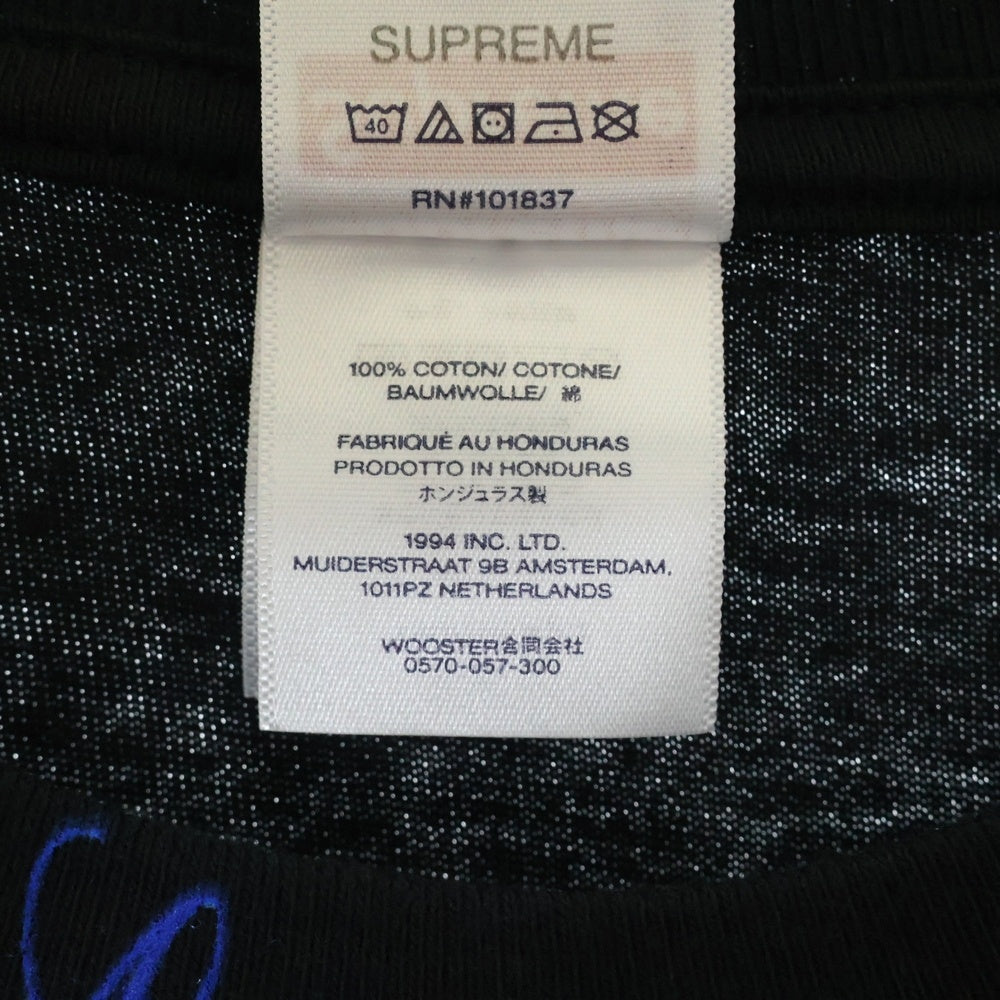 SUPREME
40
RN#101837
100% COTON/ COTONE/
BAUMWOLLE/ 綿
FABRIQUÉ AU HONDURAS
PRODOTTO IN HONDURAS
ホンジュラス製
1994 INC. LTD.
MUIDERSTRAAT 9B AMSTERDAM,
1011PZ NETHERLANDS
WOOSTER合同会社
0570-057-300